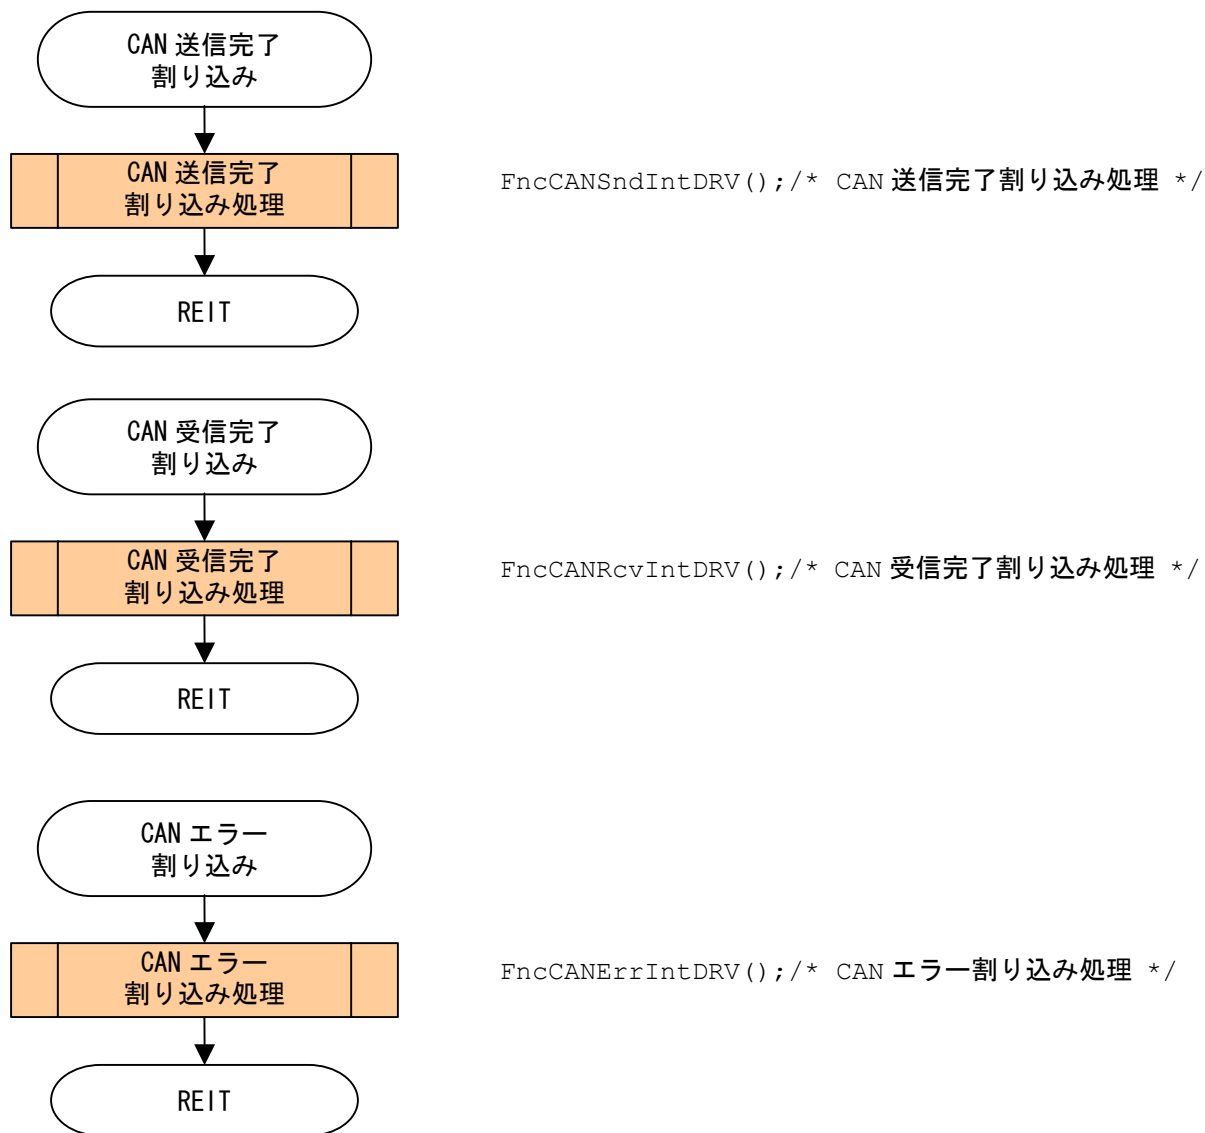 CAN 送信完了
割り込み
CAN 送信完了
割り込み処理
FncCANSndIntDRV();/* CAN 送信完了割り込み処理 */
REIT
CAN 受信完了
割り込み
CAN 受信完了
割り込み処理
FncCANRcvIntDRV();/* CAN 受信完了割り込み処理 */
REIT
CAN エラー
割り込み
CAN エラー
割り込み処理
FncCANErrIntDRV();/* CAN エラー割り込み処理 */
REIT